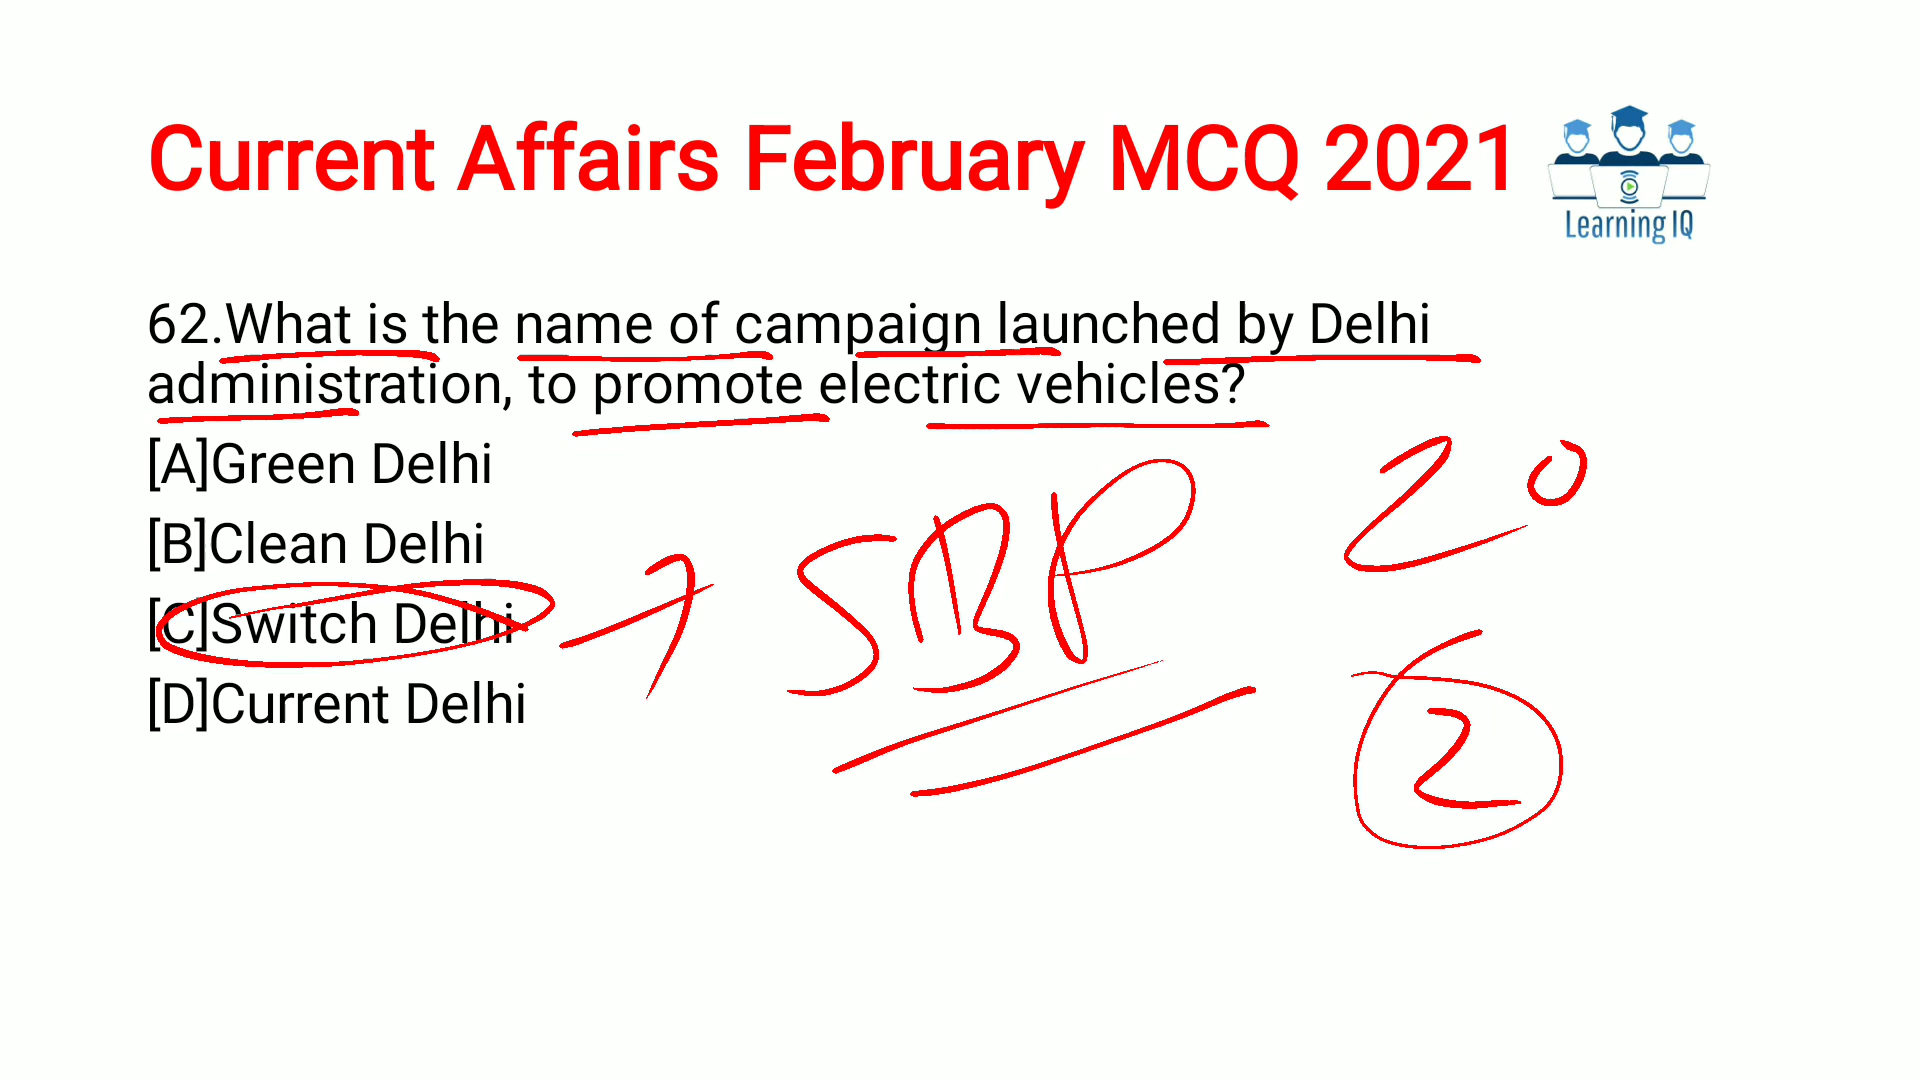 Current Affairs February MCQ 2021
Learning IQ
62.What is the name of campaign launched by Delhi
administration, to promote electric vehicles?
[A]Green Delhi
[B]Clean Delhi
[C]Switch Delhi
[D]Current Delhi
SBP
20
2